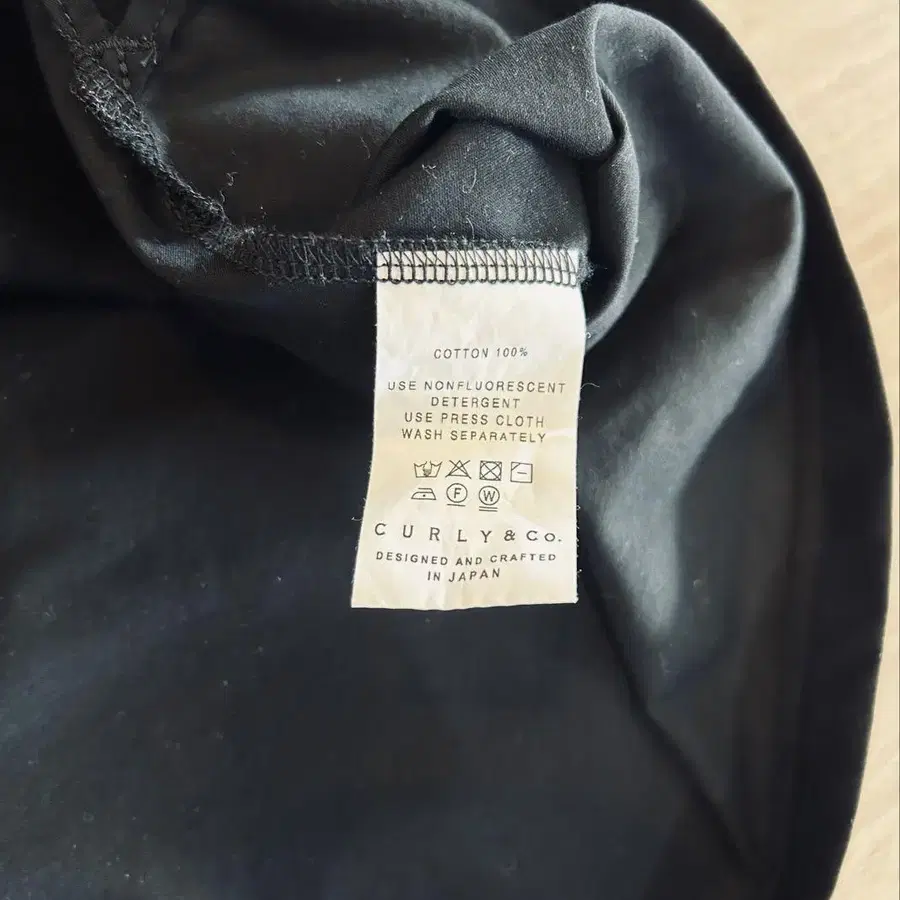 COTTON 100%
USE NONFLUORESCENT
DETERGENT
USE PRESS CLOTH
WASH SEPARATELY
F W
CURLY & Co.
DESIGNED AND CRAFTED
IN JAPAN